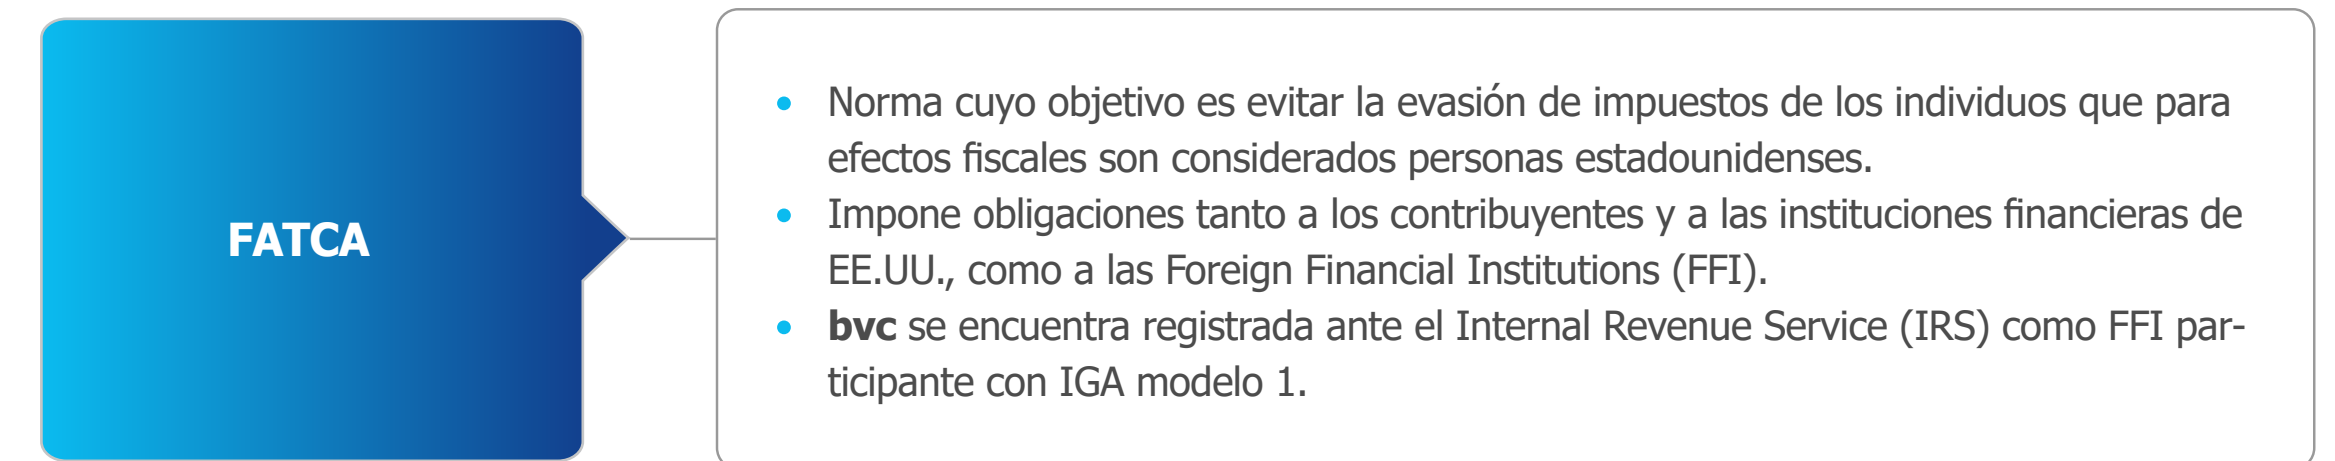 FATCA
• Norma cuyo objetivo es evitar la evasión de impuestos de los individuos que para
efectos fiscales son considerados personas estadounidenses.
• Impone obligaciones tanto a los contribuyentes y a las instituciones financieras de
EE.UU., como a las Foreign Financial Institutions (FFI).
• bvc se encuentra registrada ante el Internal Revenue Service (IRS) como FFI par-
ticipante con IGA modelo 1.